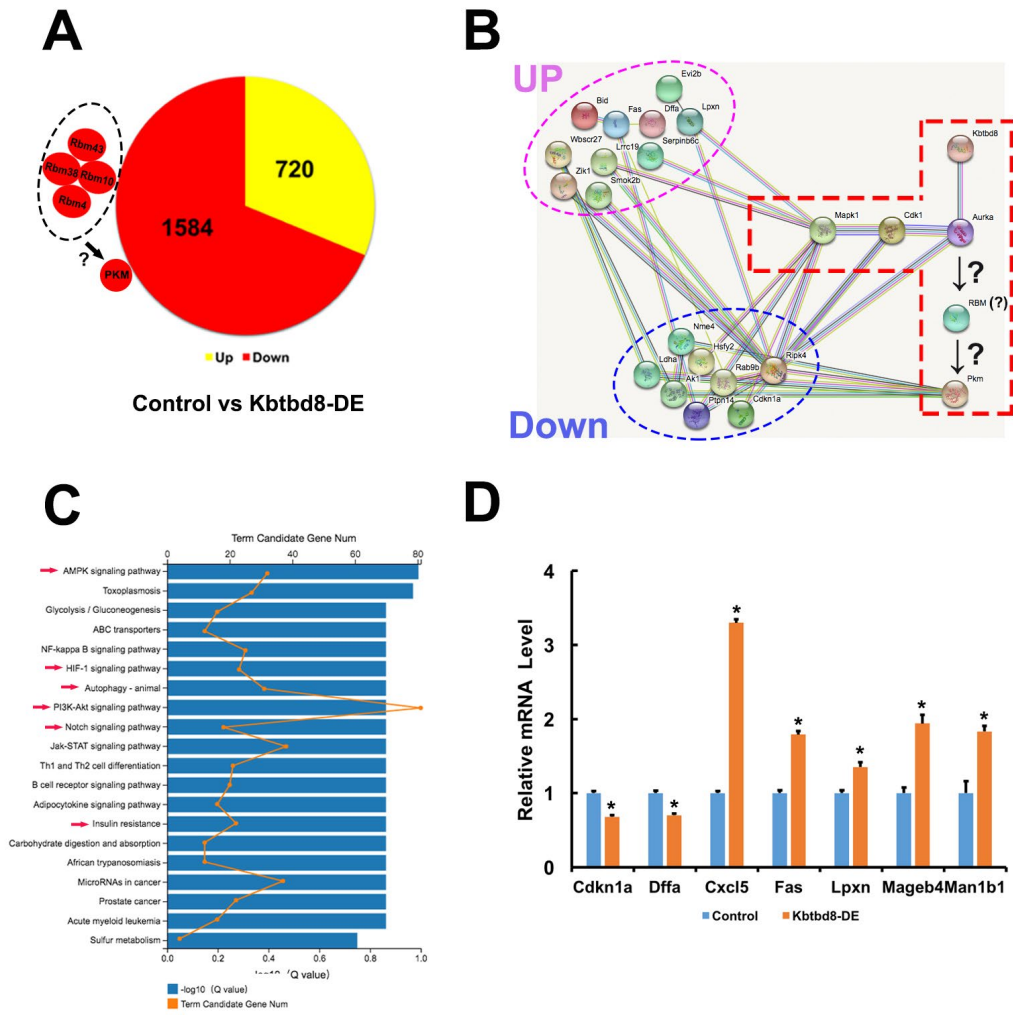 A
Rbm43
Rbm38
Rbm10
Rbm4
?
PKM
720
1584
Up
Down
Control vs Kbtbd8-DE
B
UP
Evi2b
Bid
Fas
Dffa
Lpxn
Wbscr27
Lrrc19
Serpinb6c
Zik1
Smok2b
Kbtbd8
Mapk1
Cdk1
Aurka
?
RBM (?)
?
Pkm
Nme4
Hsfy2
Ripk4
Ldha
Rab9b
Ak1
Ptpn14
Cdkn1a
Down
C
Term Candidate Gene Num
0 20 40 60 80
AMPK signaling pathway
Toxoplasmosis
Glycolysis / Gluconeogenesis
ABC transporters
NF-kappa B signaling pathway
HIF-1 signaling pathway
Autophagy - animal
PI3K-Akt signaling pathway
Notch signaling pathway
Jak-STAT signaling pathway
Th1 and Th2 cell differentiation
B cell receptor signaling pathway
Adipocytokine signaling pathway
Insulin resistance
Carbohydrate digestion and absorption
African trypanosomiasis
MicroRNAs in cancer
Prostate cancer
Acute myeloid leukemia
Sulfur metabolism
0 0.2 0.4 0.6 0.8 1.0
(Q value)
-log10 (Q value)
Term Candidate Gene Num
D
Relative mRNA Level
4
3
2
1
0
* * * * * * *
Cdkn1a Dffa Cxcl5 Fas Lpxn Mageb4 Man1b1
Control Kbtbd8-DE